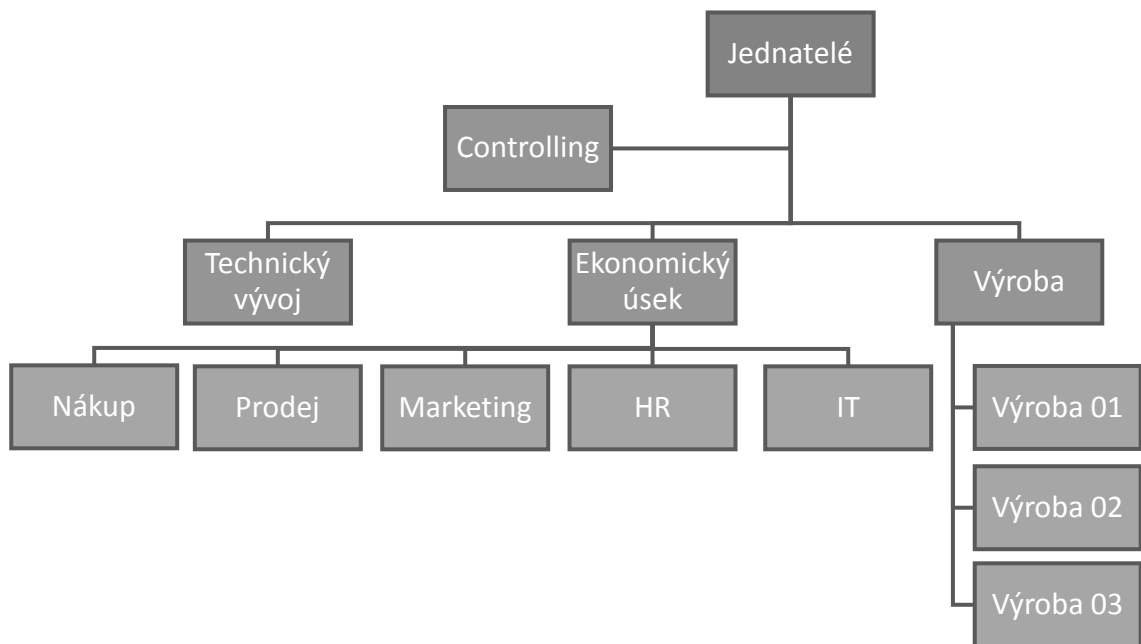 Jednatelé
Controlling
Technický
vývoj
Ekonomický
úsek
Výroba
Nákup
Prodej
Marketing
HR
IT
Výroba 01
Výroba 02
Výroba 03